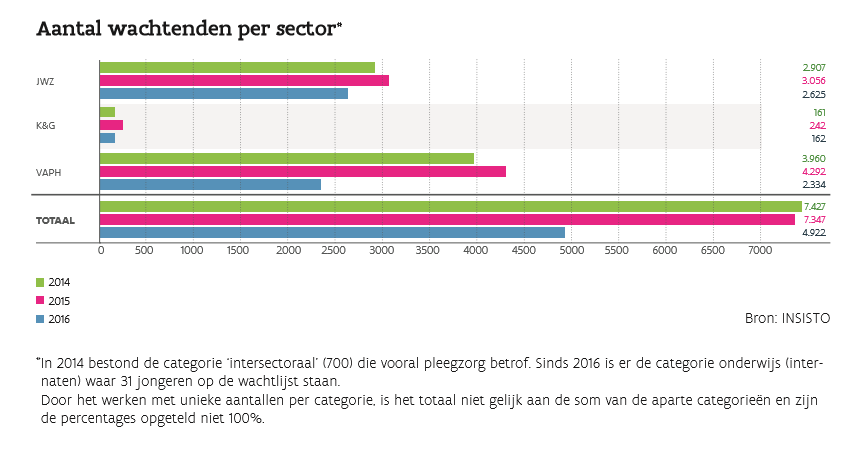 Aantal wachtenden per sector*
JWZ
2.907
3.056
2.625
K&G
161
242
162
VAPH
3.960
4.292
2.334
TOTAAL
7.427
7.347
4.922
0 500 1000 1500 2000 2500 3000 3500 4000 4500 5000 5500 6000 6500 7000
2014
2015
2016
Bron: INSISTO
*In 2014 bestond de categorie ‘intersectoraal’ (700) die vooral pleegzorg betrof. Sinds 2016 is er de categorie onderwijs (inter-
naten) waar 31 jongeren op de wachtlijst staan.
Door het werken met unieke aantallen per categorie, is het totaal niet gelijk aan de som van de aparte categorieën en zijn
de percentages opgeteld niet 100%.